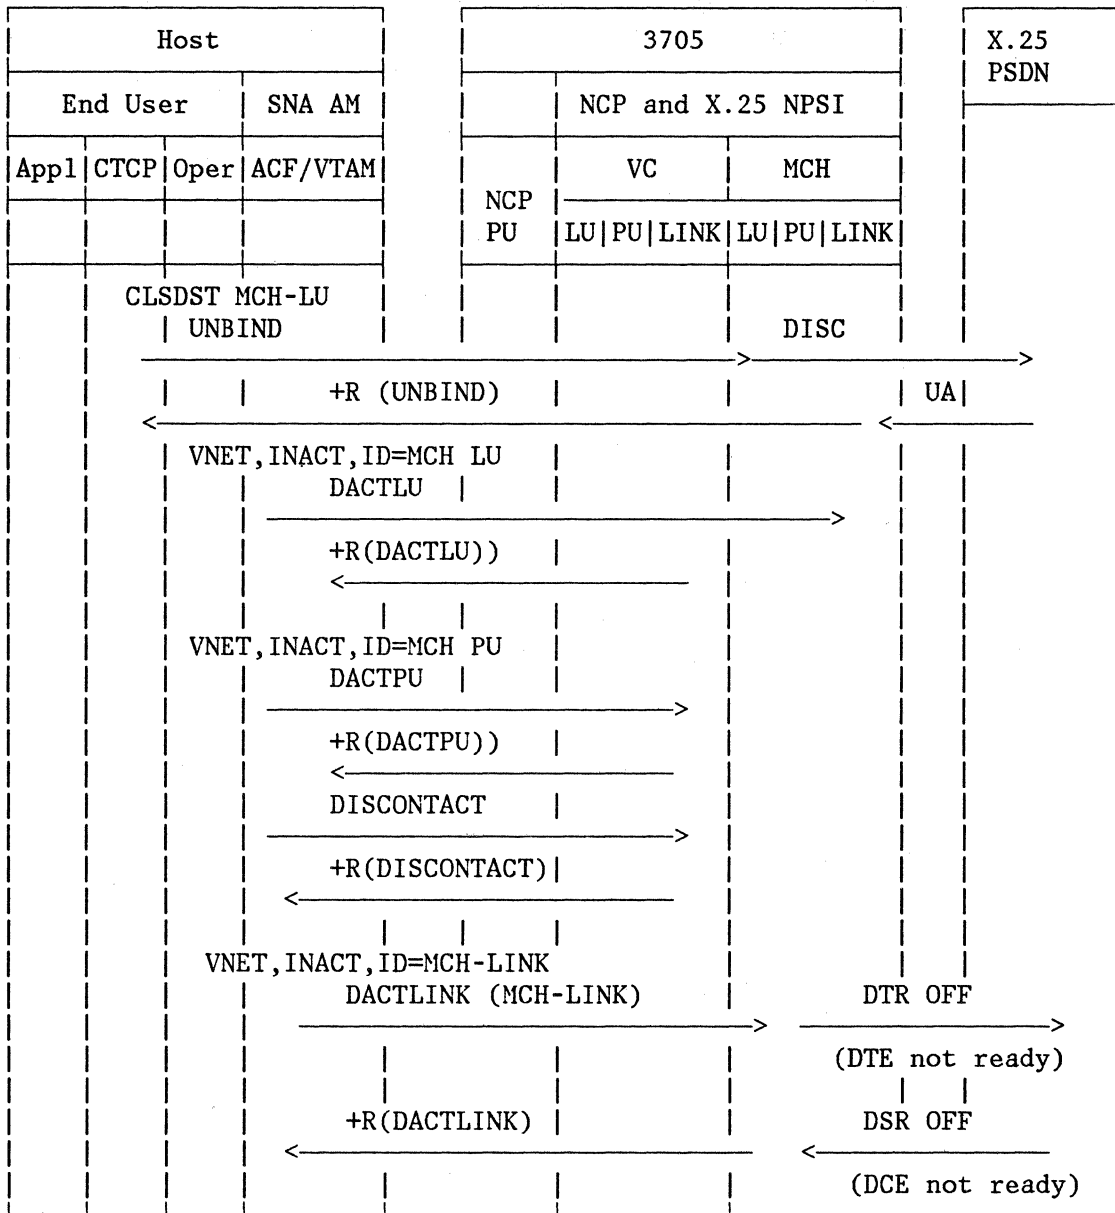 Host 3705 X.25
PSDN
End User SNA AM NCP and X.25 NPSI
Appl|CTCP|Oper|ACF/VTAM VC MCH
NCP
PU LU|PU|LINK|LU|PU|LINK
CLSDST MCH-LU
UNBIND DISC
+R (UNBIND) UA
VNET,INACT,ID=MCH LU
DACTLU
+R(DACTLU))
VNET,INACT,ID=MCH PU
DACTPU
+R(DACTPU))
DISCONTACT
+R(DISCONTACT)
VNET,INACT,ID=MCH-LINK
DACTLINK (MCH-LINK) DTR OFF
(DTE not ready)
+R(DACTLINK) DSR OFF
(DCE not ready)